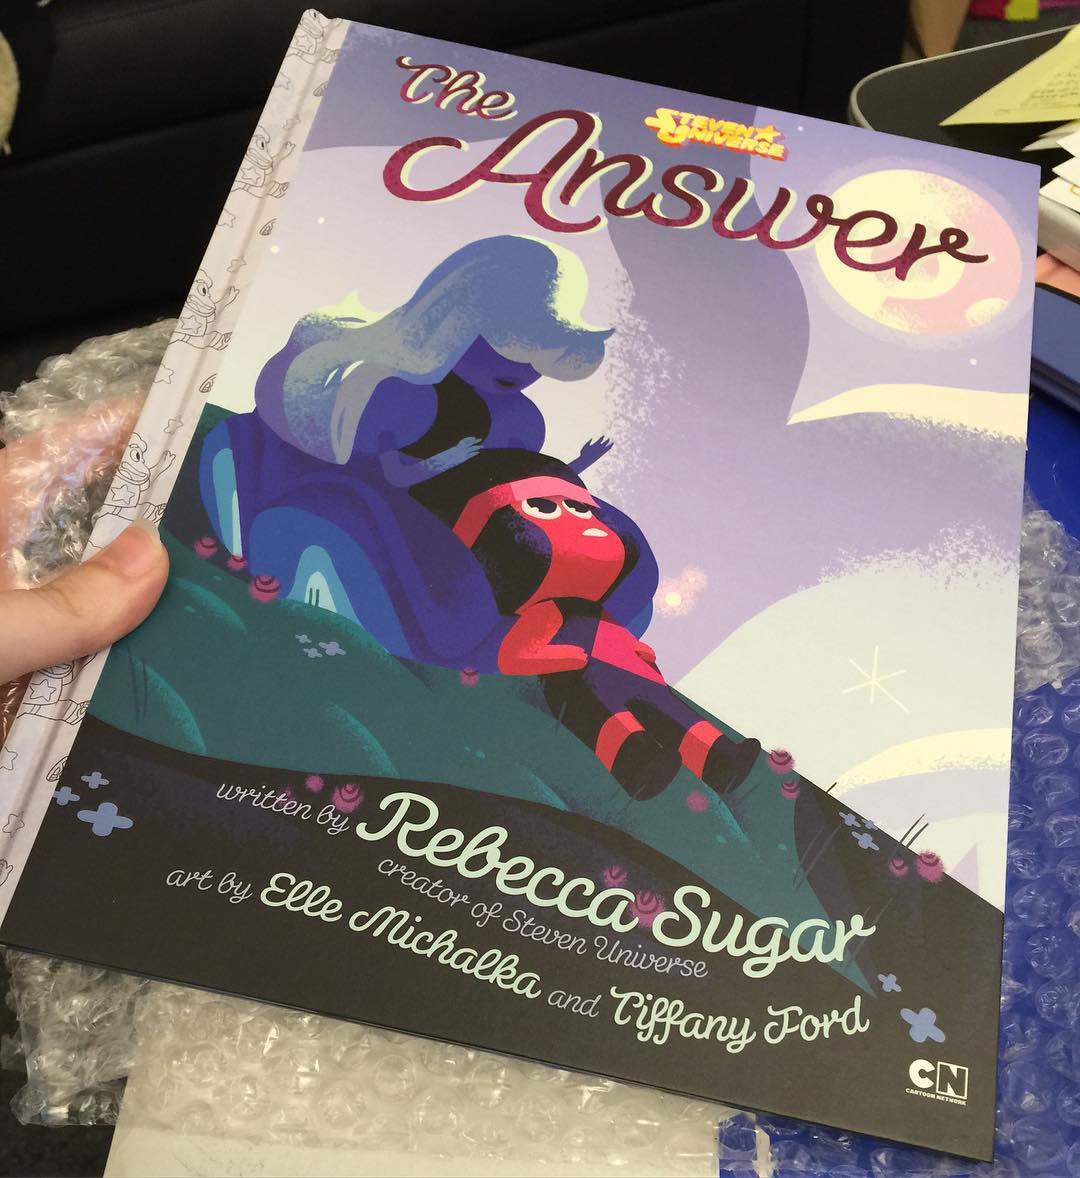 The
STEVEN
UNIVERSE
Answer
written by Rebecca Sugar
creator of Steven Universe
art by Elle Michalka and Tiffany Ford
CN
CARTOON NETWORK